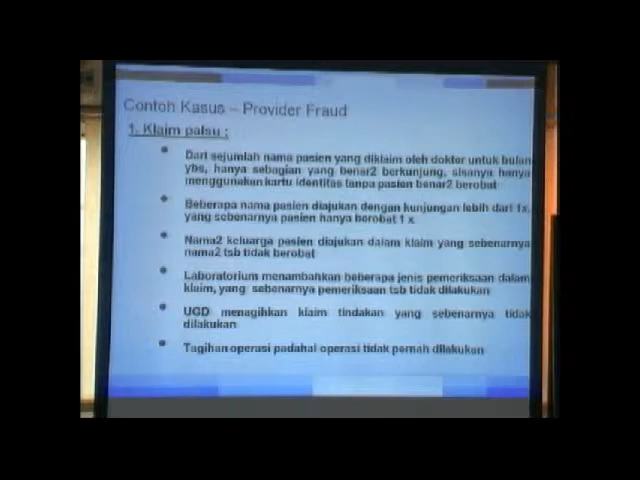 Contoh Kasus – Provider Fraud
1. Klaim palsu :
• Dari sejumlah nama pasien yang diklaim oleh dokter untuk bulan
ybs, hanya sebagian yang benar2 berkunjung, sisanya hanya
menggunakan kartu identitas tanpa pasien benar2 berobat
• Beberapa nama pasien diajukan dengan kunjungan lebih dari 1x,
yang sebenarnya pasien hanya berobat 1 x
• Nama2 keluarga pasien diajukan dalam klaim yang sebenarnya
nama2 tsb tidak berobat
• Laboratorium menambahkan beberapa jenis pemeriksaan dalam
klaim, yang sebenarnya pemeriksaan tsb tidak dilakukan
• UGD menagihkan klaim tindakan yang sebenarnya tidak
dilakukan
• Tagihan operasi padahal operasi tidak pernah dilakukan